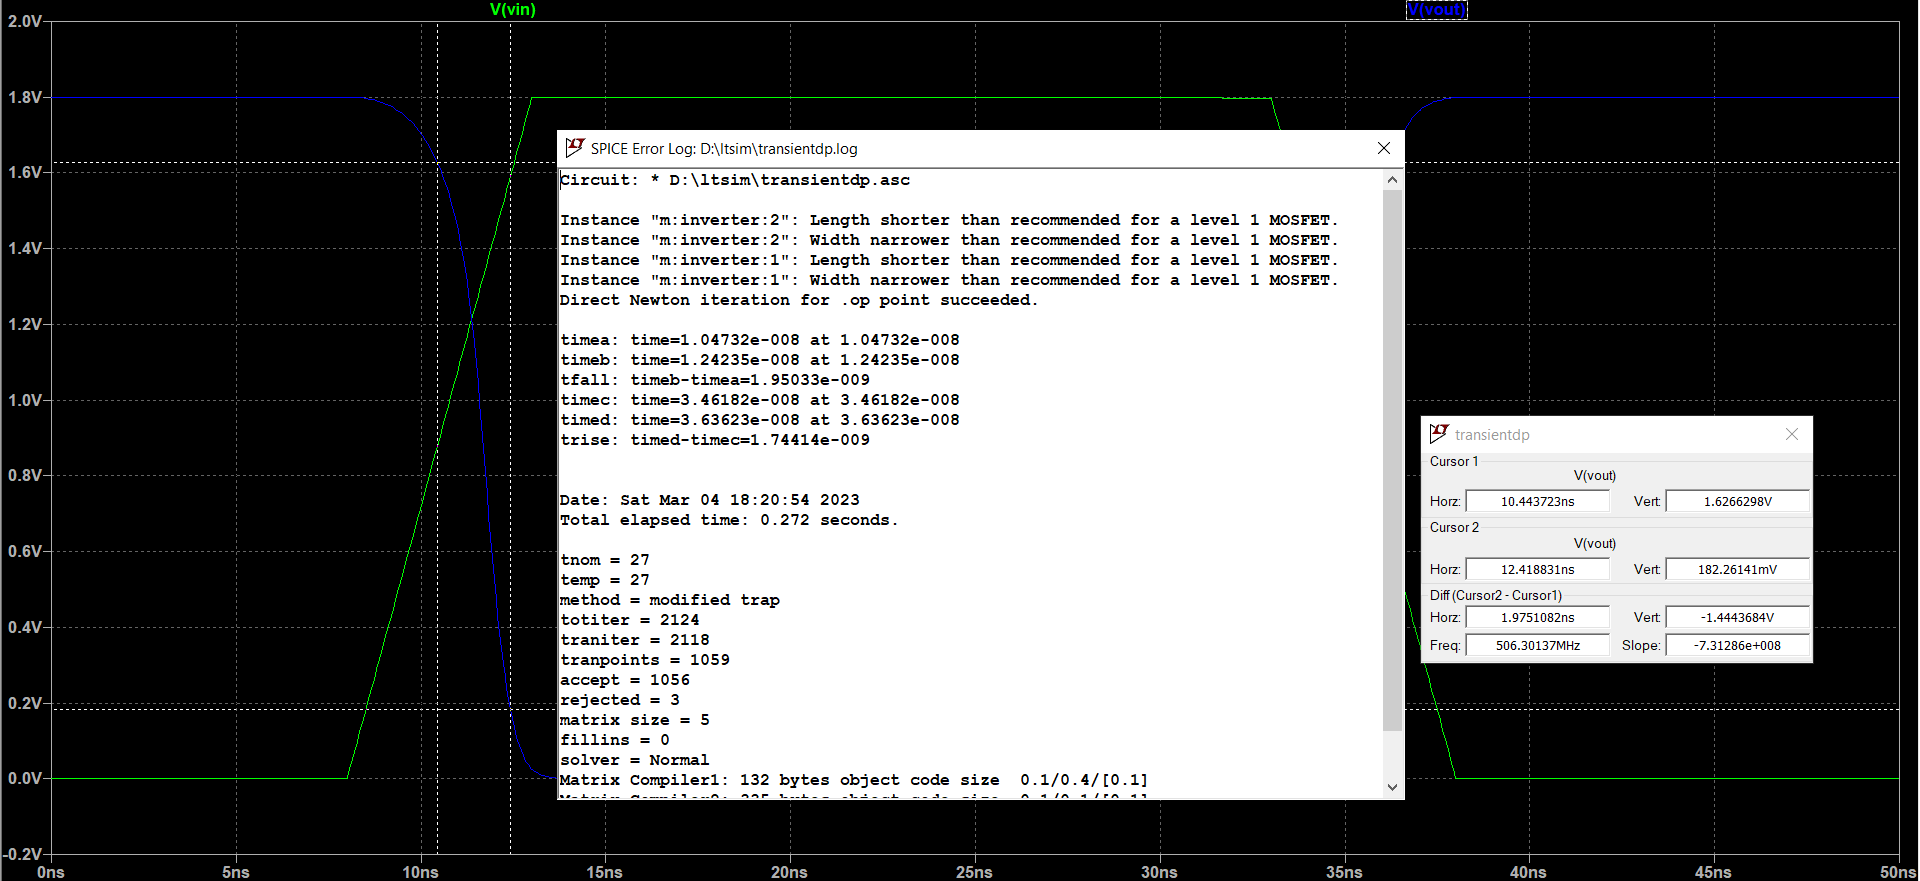 V(vin)
V(vout)
2.0V
1.8V
1.6V
1.4V
1.2V
1.0V
0.8V
0.6V
0.4V
0.2V
0.0V
-0.2V
0ns
5ns
10ns
15ns
20ns
25ns
30ns
35ns
40ns
45ns
50ns
SPICE Error Log: D:\ltsim\transientdp.log
Circuit: * D:\ltsim\transientdp.asc
Instance "m:inverter:2": Length shorter than recommended for a level 1 MOSFET.
Instance "m:inverter:2": Width narrower than recommended for a level 1 MOSFET.
Instance "m:inverter:1": Length shorter than recommended for a level 1 MOSFET.
Instance "m:inverter:1": Width narrower than recommended for a level 1 MOSFET.
Direct Newton iteration for .op point succeeded.
timea: time=1.04732e-008 at 1.04732e-008
timeb: time=1.24235e-008 at 1.24235e-008
tfall: timeb-timea=1.95033e-009
timec: time=3.46182e-008 at 3.46182e-008
timed: time=3.63623e-008 at 3.63623e-008
trise: timed-timec=1.74414e-009
Date: Sat Mar 04 18:20:54 2023
Total elapsed time: 0.272 seconds.
tnom = 27
temp = 27
method = modified trap
totiter = 2124
traniter = 2118
tranpoints = 1059
accept = 1056
rejected = 3
matrix size = 5
fillins = 0
solver = Normal
Matrix Compiler1: 132 bytes object code size 0.1/0.4/[0.1]
transientdp
Cursor 1
V(vout)
Horz: 10.443723ns Vert: 1.6266298V
Cursor 2
V(vout)
Horz: 12.418831ns Vert: 182.26141mV
Diff (Cursor2 - Cursor1)
Horz: 1.9751082ns Vert: -1.4443684V
Freq: 506.30137MHz Slope: -7.31286e+008